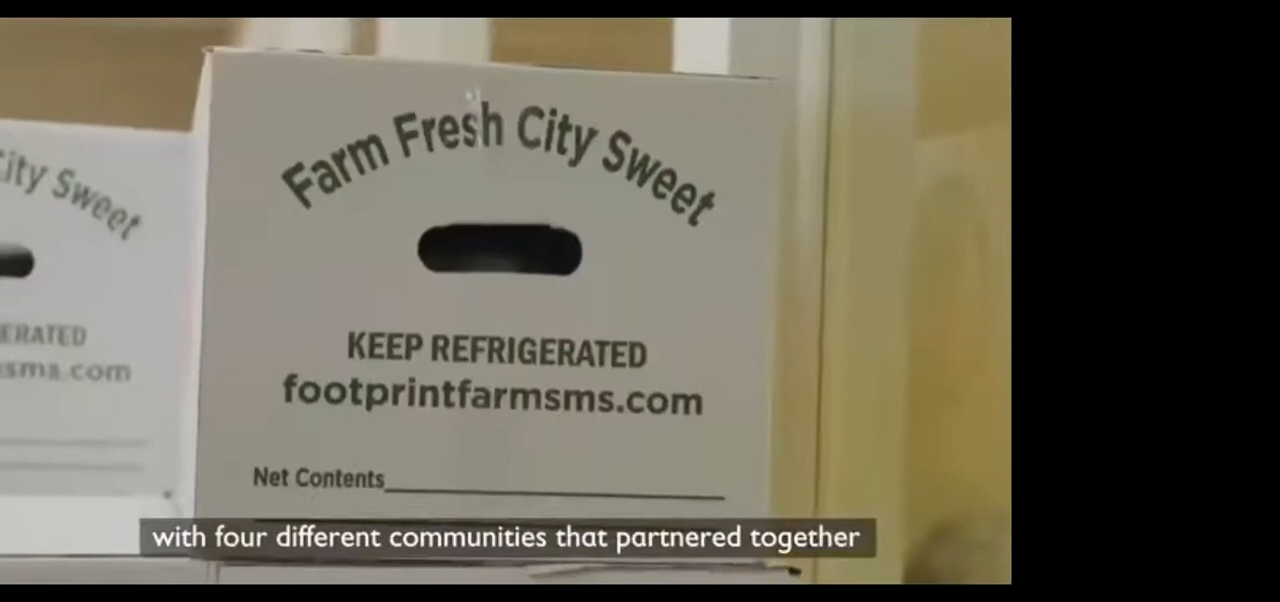 Farm Fresh City Sweet
KEEP REFRIGERATED
footprintfarmsms.com
Net Contents
City Sweet
ERATED
sms.com
with four different communities that partnered together